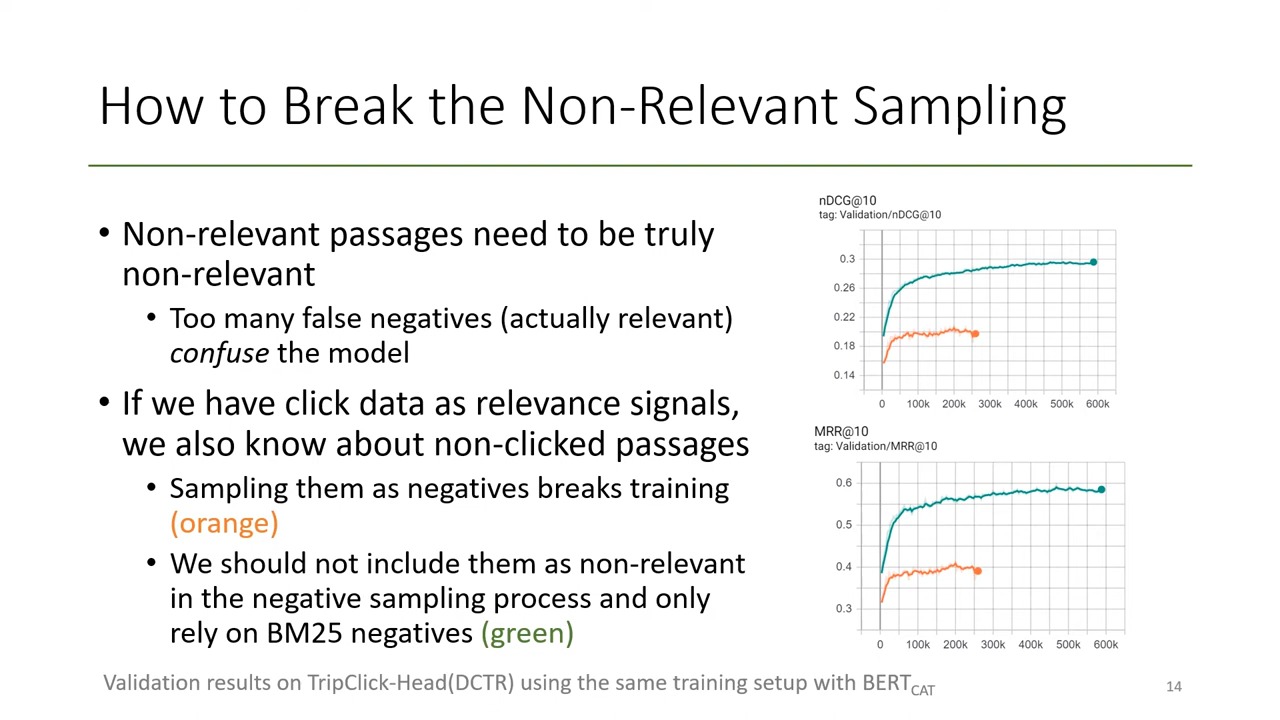 How to Break the Non-Relevant Sampling
• Non-relevant passages need to be truly
non-relevant
• Too many false negatives (actually relevant)
confuse the model
• If we have click data as relevance signals,
we also know about non-clicked passages
• Sampling them as negatives breaks training
(orange)
• We should not include them as non-relevant
in the negative sampling process and only
rely on BM25 negatives (green)
nDCG@10
tag: Validation/nDCG@10
0.3
0.26
0.22
0.18
0.14
0 100k 200k 300k 400k 500k 600k
MRR@10
tag: Validation/MRR@10
0.6
0.5
0.4
0.3
0 100k 200k 300k 400k 500k 600k
Validation results on TripClick-Head(DCTR) using the same training setup with BERTCAT
14